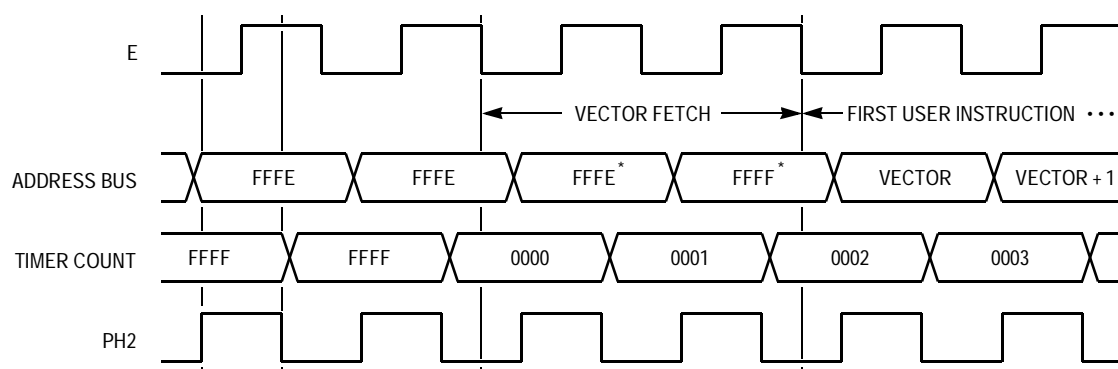 E
VECTOR FETCH FIRST USER INSTRUCTION • • •
ADDRESS BUS FFFE FFFE FFFE* FFFF* VECTOR VECTOR + 1
TIMER COUNT FFFF FFFF 0000 0001 0002 0003
PH2